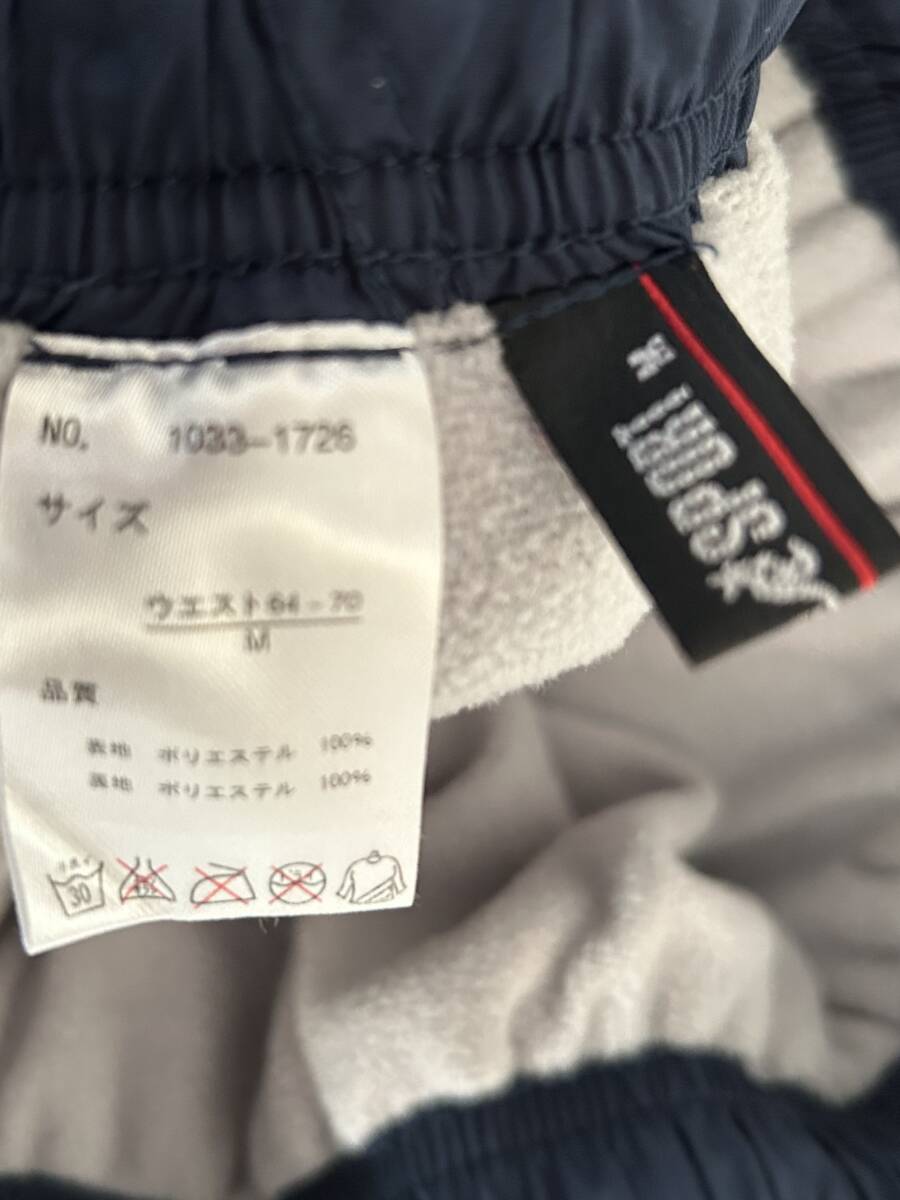 NO. 1033-1726
サイズ
ウエスト64-70
M
品質
表地 ポリエステル 100%
裏地 ポリエステル 100%
30
SPORT
M